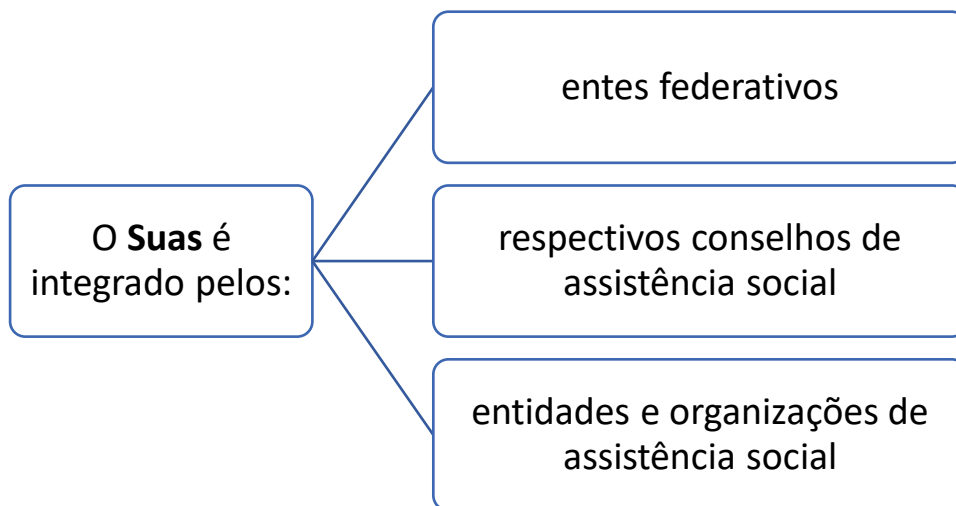 O Suas é
integrado pelos:
entes federativos
respectivos conselhos de
assistência social
entidades e organizações de
assistência social